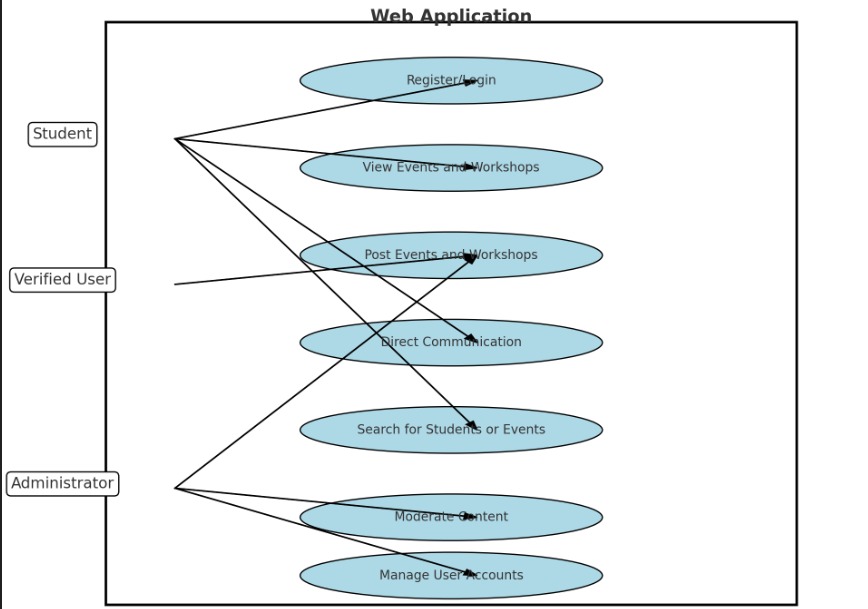 Web Application
Register/Login
Student
View Events and Workshops
Post Events and Workshops
Verified User
Direct Communication
Search for Students or Events
Administrator
Moderate Content
Manage User Accounts